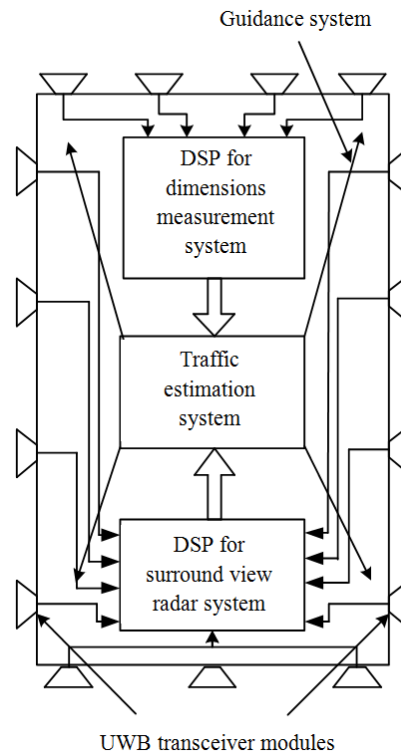 Guidance system
DSP for
dimensions
measurement
system
Traffic
estimation
system
DSP for
surround view
radar system
UWB transceiver modules